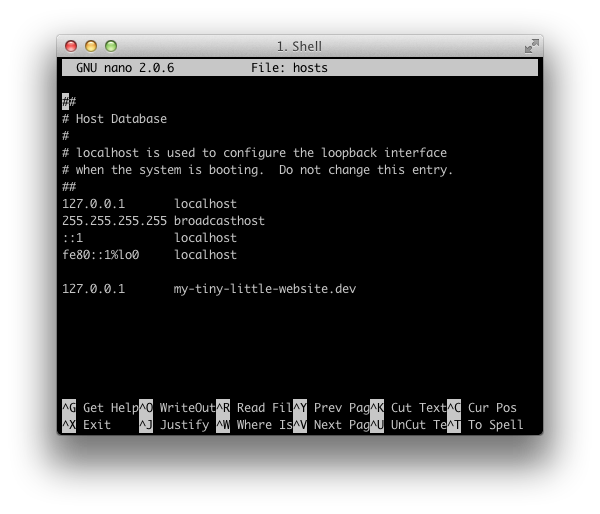 1. Shell
GNU nano 2.0.6 File: hosts
##
# Host Database
#
# localhost is used to configure the loopback interface
# when the system is booting.  Do not change this entry.
##
127.0.0.1 localhost
255.255.255.255 broadcasthost
::1 localhost
fe80::1%lo0 localhost
127.0.0.1 my-tiny-little-website.dev
^G Get Help^O WriteOut^R Read Fil^Y Prev Pag^K Cut Text^C Cur Pos
^X Exit ^J Justify ^W Where Is^V Next Pag^U UnCut Te^T To Spell